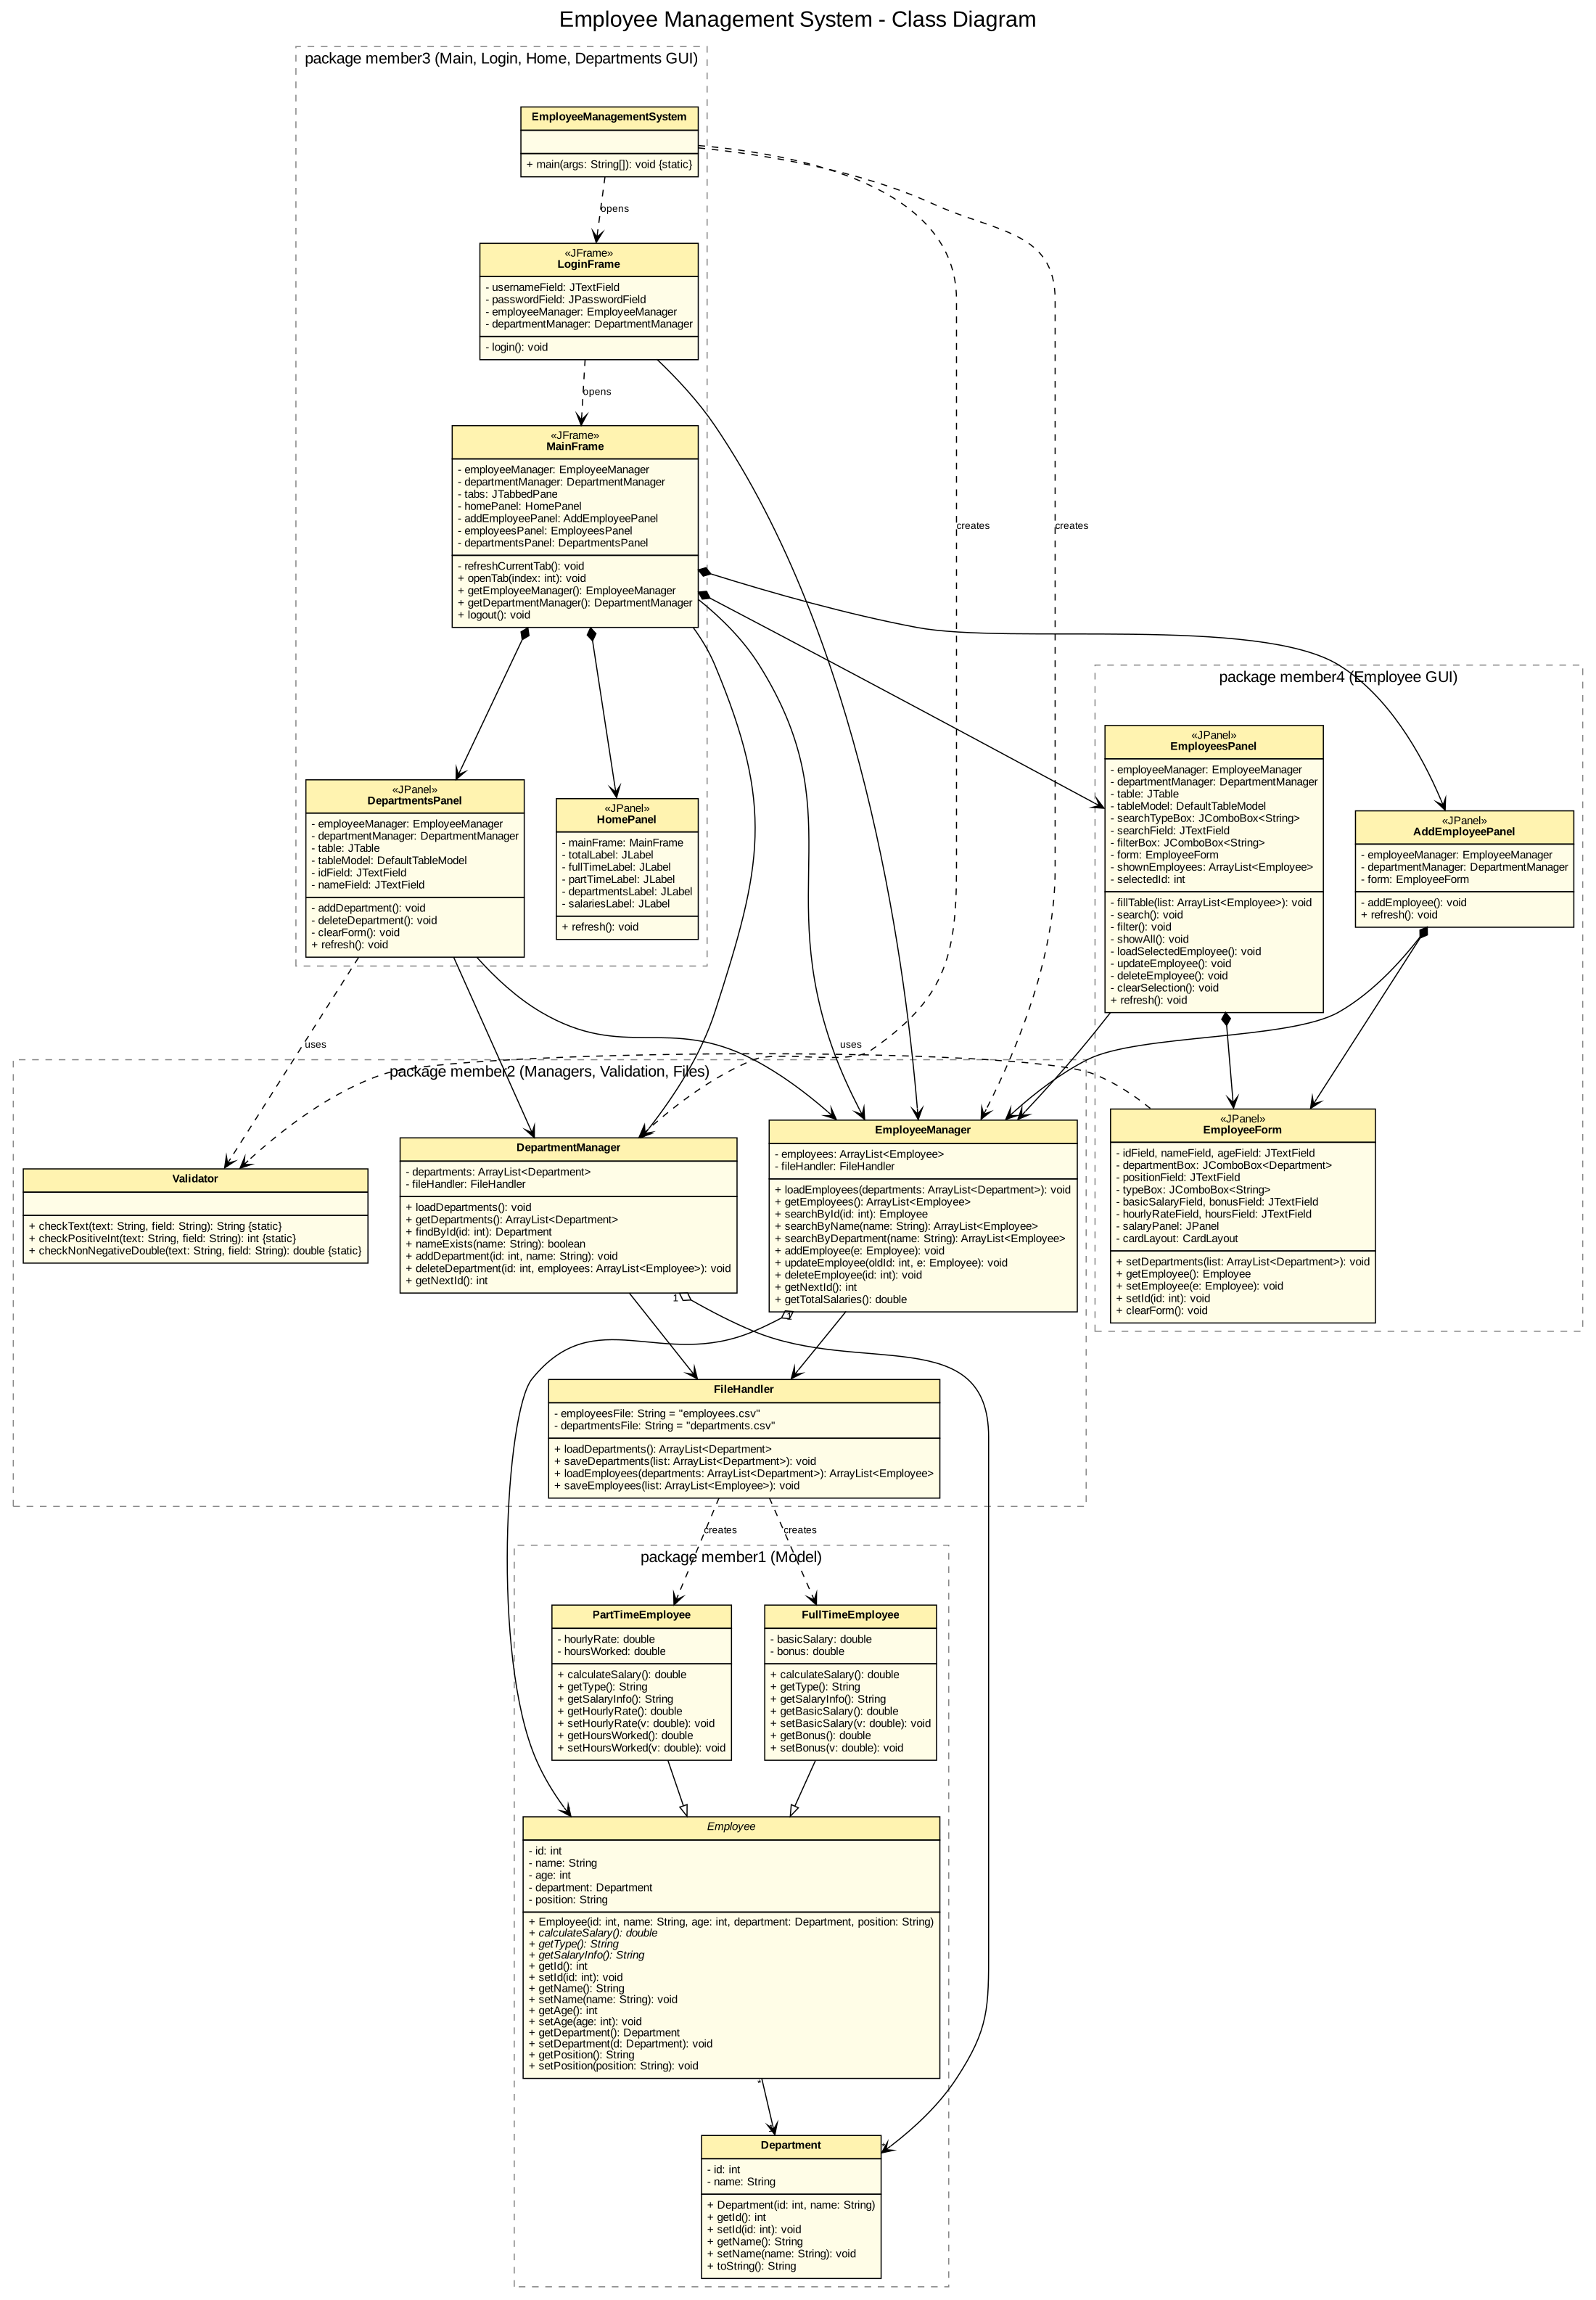 Employee Management System - Class Diagram
package member3 (Main, Login, Home, Departments GUI)
EmployeeManagementSystem
+ main(args: String[]): void {static}
opens
«JFrame»
LoginFrame
- usernameField: JTextField
- passwordField: JPasswordField
- employeeManager: EmployeeManager
- departmentManager: DepartmentManager
- login(): void
opens
«JFrame»
MainFrame
- employeeManager: EmployeeManager
- departmentManager: DepartmentManager
- tabs: JTabbedPane
- homePanel: HomePanel
- addEmployeePanel: AddEmployeePanel
- employeesPanel: EmployeesPanel
- departmentsPanel: DepartmentsPanel
- refreshCurrentTab(): void
+ openTab(index: int): void
+ getEmployeeManager(): EmployeeManager
+ getDepartmentManager(): DepartmentManager
+ logout(): void
creates
creates
«JPanel»
DepartmentsPanel
- employeeManager: EmployeeManager
- departmentManager: DepartmentManager
- table: JTable
- tableModel: DefaultTableModel
- idField: JTextField
- nameField: JTextField
- addDepartment(): void
- deleteDepartment(): void
- clearForm(): void
+ refresh(): void
«JPanel»
HomePanel
- mainFrame: MainFrame
- totalLabel: JLabel
- fullTimeLabel: JLabel
- partTimeLabel: JLabel
- departmentsLabel: JLabel
- salariesLabel: JLabel
+ refresh(): void
package member4 (Employee GUI)
«JPanel»
EmployeesPanel
- employeeManager: EmployeeManager
- departmentManager: DepartmentManager
- table: JTable
- tableModel: DefaultTableModel
- searchTypeBox: JComboBox<String>
- searchField: JTextField
- filterBox: JComboBox<String>
- form: EmployeeForm
- shownEmployees: ArrayList<Employee>
- selectedId: int
- fillTable(list: ArrayList<Employee>): void
- search(): void
- filter(): void
- showAll(): void
- loadSelectedEmployee(): void
- updateEmployee(): void
- deleteEmployee(): void
- clearSelection(): void
+ refresh(): void
«JPanel»
AddEmployeePanel
- employeeManager: EmployeeManager
- departmentManager: DepartmentManager
- form: EmployeeForm
- addEmployee(): void
+ refresh(): void
uses
uses
«JPanel»
EmployeeForm
- idField, nameField, ageField: JTextField
- departmentBox: JComboBox<Department>
- positionField: JTextField
- typeBox: JComboBox<String>
- basicSalaryField, bonusField: JTextField
- hourlyRateField, hoursField: JTextField
- salaryPanel: JPanel
- cardLayout: CardLayout
+ setDepartments(list: ArrayList<Department>): void
+ getEmployee(): Employee
+ setEmployee(e: Employee): void
+ setId(id: int): void
+ clearForm(): void
package member2 (Managers, Validation, Files)
Validator
+ checkText(text: String, field: String): String {static}
+ checkPositiveInt(text: String, field: String): int {static}
+ checkNonNegativeDouble(text: String, field: String): double {static}
DepartmentManager
- departments: ArrayList<Department>
- fileHandler: FileHandler
+ loadDepartments(): void
+ getDepartments(): ArrayList<Department>
+ findById(id: int): Department
+ nameExists(name: String): boolean
+ addDepartment(id: int, name: String): void
+ deleteDepartment(id: int, employees: ArrayList<Employee>): void
+ getNextId(): int
1
EmployeeManager
- employees: ArrayList<Employee>
- fileHandler: FileHandler
+ loadEmployees(departments: ArrayList<Department>): void
+ getEmployees(): ArrayList<Employee>
+ searchById(id: int): Employee
+ searchByName(name: String): ArrayList<Employee>
+ searchByDepartment(name: String): ArrayList<Employee>
+ addEmployee(e: Employee): void
+ updateEmployee(oldId: int, e: Employee): void
+ deleteEmployee(id: int): void
+ getNextId(): int
+ getTotalSalaries(): double
FileHandler
- employeesFile: String = "employees.csv"
- departmentsFile: String = "departments.csv"
+ loadDepartments(): ArrayList<Department>
+ saveDepartments(list: ArrayList<Department>): void
+ loadEmployees(departments: ArrayList<Department>): ArrayList<Employee>
+ saveEmployees(list: ArrayList<Employee>): void
creates
creates
package member1 (Model)
PartTimeEmployee
- hourlyRate: double
- hoursWorked: double
+ calculateSalary(): double
+ getType(): String
+ getSalaryInfo(): String
+ getHourlyRate(): double
+ setHourlyRate(v: double): void
+ getHoursWorked(): double
+ setHoursWorked(v: double): void
FullTimeEmployee
- basicSalary: double
- bonus: double
+ calculateSalary(): double
+ getType(): String
+ getSalaryInfo(): String
+ getBasicSalary(): double
+ setBasicSalary(v: double): void
+ getBonus(): double
+ setBonus(v: double): void
Employee
- id: int
- name: String
- age: int
- department: Department
- position: String
+ Employee(id: int, name: String, age: int, department: Department, position: String)
+ calculateSalary(): double
+ getType(): String
+ getSalaryInfo(): String
+ getId(): int
+ setId(id: int): void
+ getName(): String
+ setName(name: String): void
+ getAge(): int
+ setAge(age: int): void
+ getDepartment(): Department
+ setDepartment(d: Department): void
+ getPosition(): String
+ setPosition(position: String): void
*
Department
- id: int
- name: String
+ Department(id: int, name: String)
+ getId(): int
+ setId(id: int): void
+ getName(): String
+ setName(name: String): void
+ toString(): String